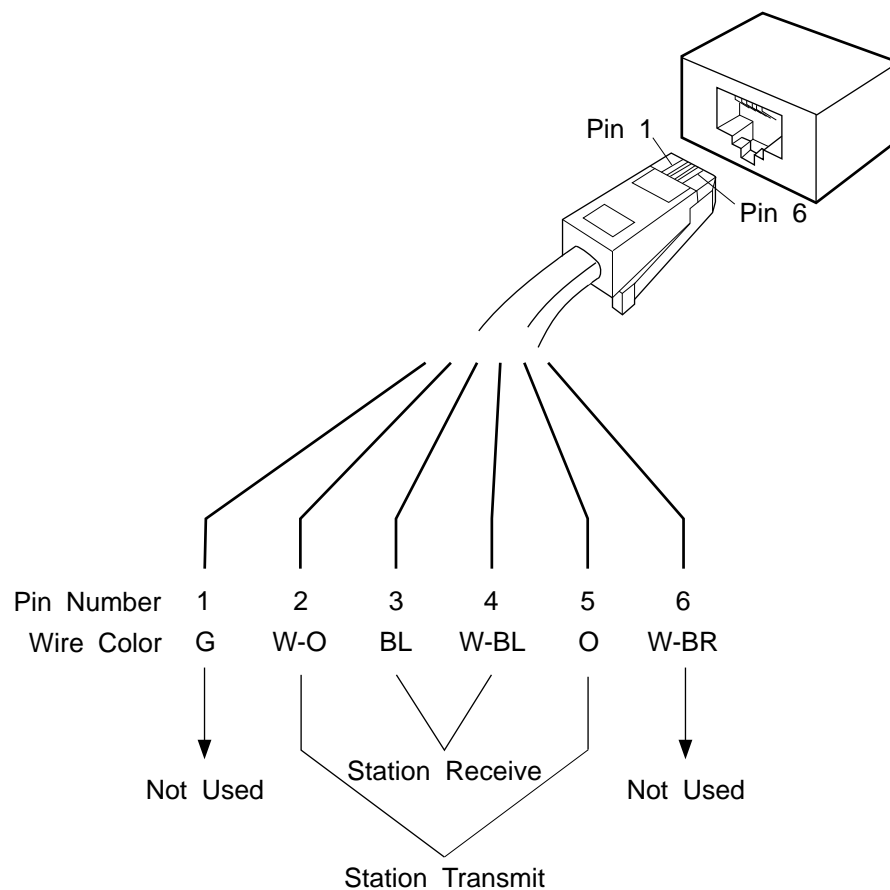 Pin 1
Pin 6
Pin Number 1 2 3 4 5 6
Wire Color G W-O BL W-BL O W-BR
Station Receive
Not Used Not Used
Station Transmit